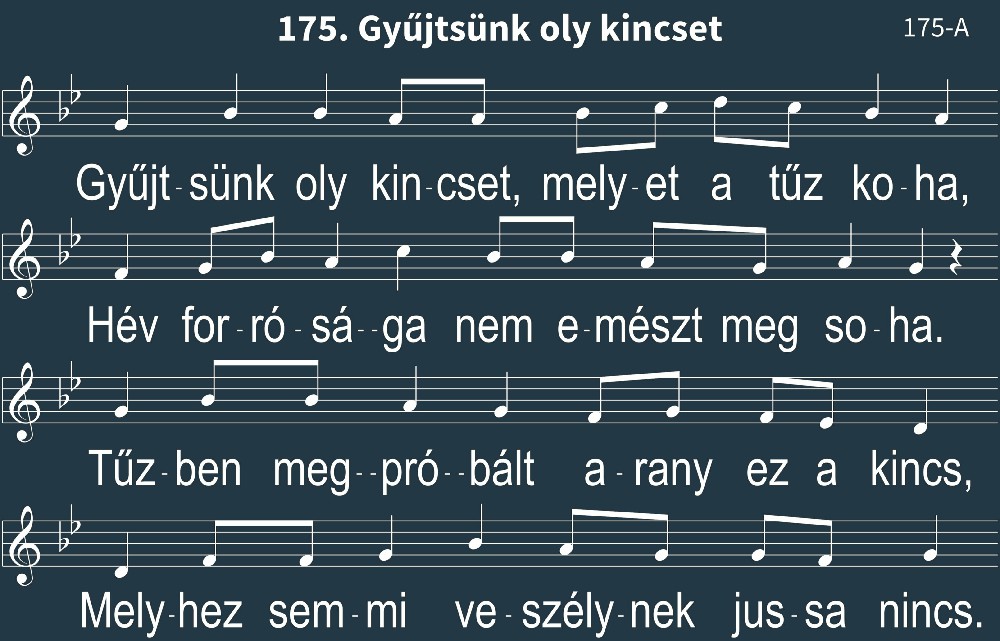 175. Gyűjtsünk oly kincset
175-A
Gyűjt-sünk oly kin-cset, mely-et a tűz ko-ha,
Hév for-ró-sá--ga nem e-mészt meg so-ha.
Tűz-ben meg--pró--bált a-rany ez a kincs,
Mely-hez sem-mi ve-szély-nek jus-sa nincs.